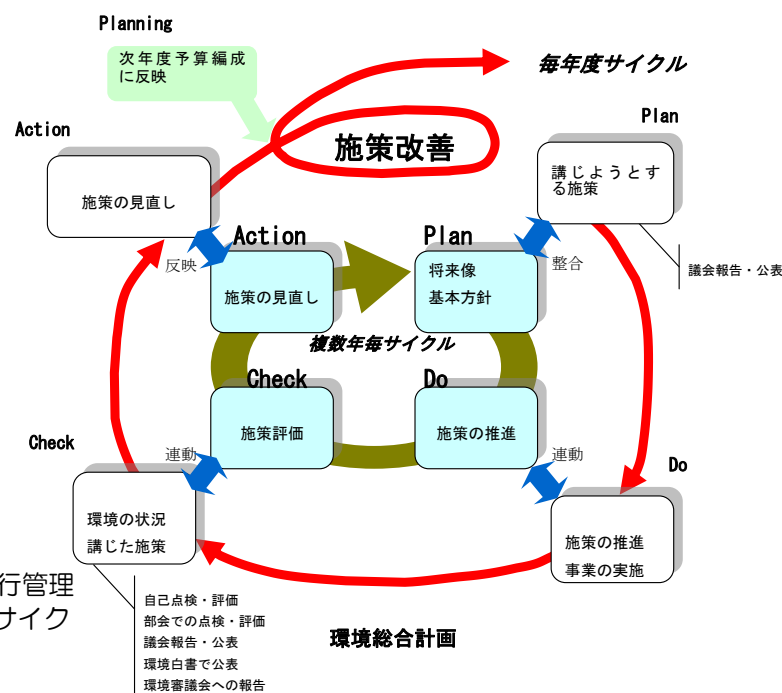 Planning
次年度予算編成
に反映
毎年度サイクル
Action
施策改善
Plan
施策の見直し
講じようとす
る施策
Action
Plan
反映
整合
議会報告・公表
施策の見直し
将来像
基本方針
複数年毎サイクル
Check
Do
施策評価
施策の推進
Check
連動
連動
Do
環境の状況
講じた施策
施策の推進
事業の実施
行管理
サイク
自己点検・評価
部会での点検・評価
議会報告・公表
環境白書で公表
環境審議会への報告
環境総合計画